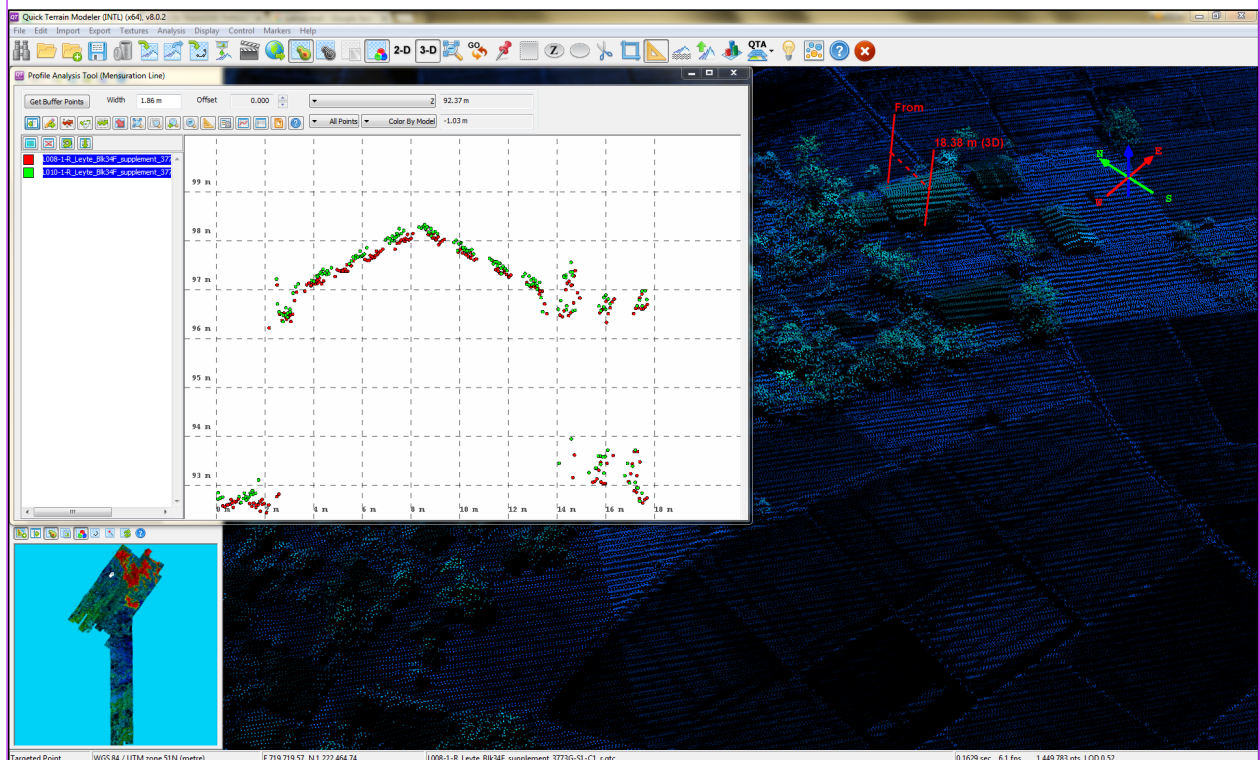 Quick Terrain Modeler (INTL) (x64), v8.0.2
File Edit Import Export Textures Analysis Display Control Markers Help
2-D 3-D GO Z QTA
Profile Analysis Tool (Mensuration Line)
Get Buffer Points Width 1.86 m Offset 0.000 Z 92.37 m
All Points Color By Model -1.03 m
L008-1-R_Leyte_Blk34F_supplement_377
L010-1-R_Leyte_Blk34F_supplement_377
99 m
98 m
97 m
96 m
95 m
94 m
93 m
0 m 2 m 4 m 6 m 8 m 10 m 12 m 14 m 16 m 18 m
From
18.38 m (3D)
N E
W S
Targeted Point WGS 84 / UTM zone 51N (metre) E 719,719.57 N 1,222,464.74 L008-1-R_Leyte_Blk34F_supplement_3773G-S1-C1_r.qtc 0.1629 sec 6.1 fps 1,449,783 pts LOD 0.52